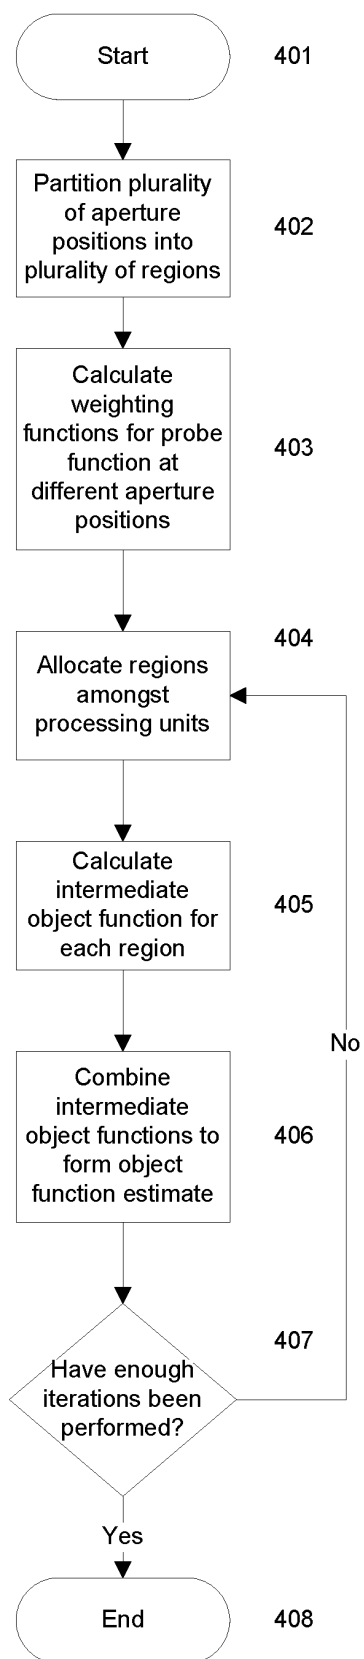 Start
401
Partition plurality
of aperture
positions into
plurality of regions
402
Calculate
weighting
functions for probe
function at
different aperture
positions
403
404
Allocate regions
amongst
processing units
Calculate
intermediate
object function for
each region
405
No
Combine
intermediate
object functions to
form object
function estimate
406
407
Have enough
iterations been
performed?
Yes
End
408